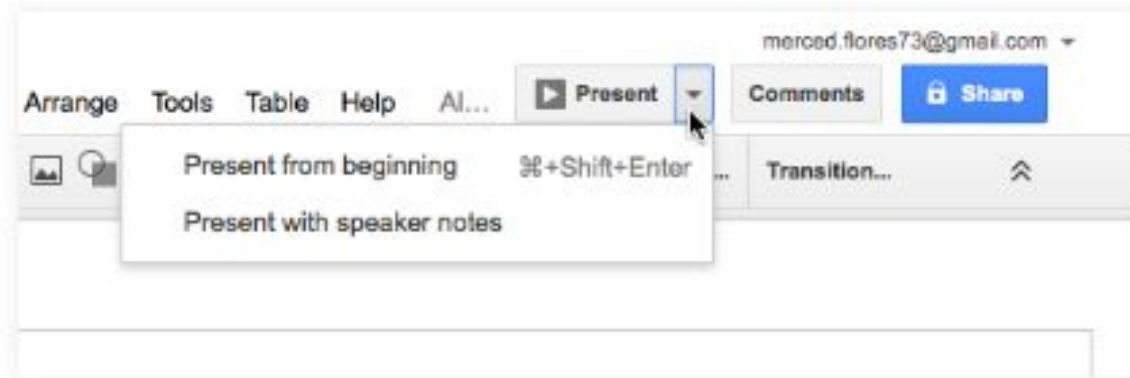 merced.flores73@gmail.com
Arrange Tools Table Help Al... Present Comments Share
Present from beginning ⌘+Shift+Enter ... Transition...
Present with speaker notes